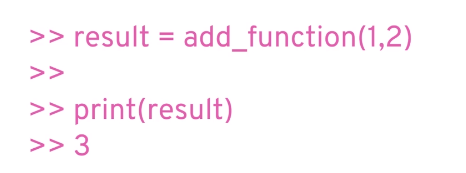 >> result = add_function(1,2)
>>
>> print(result)
>> 3